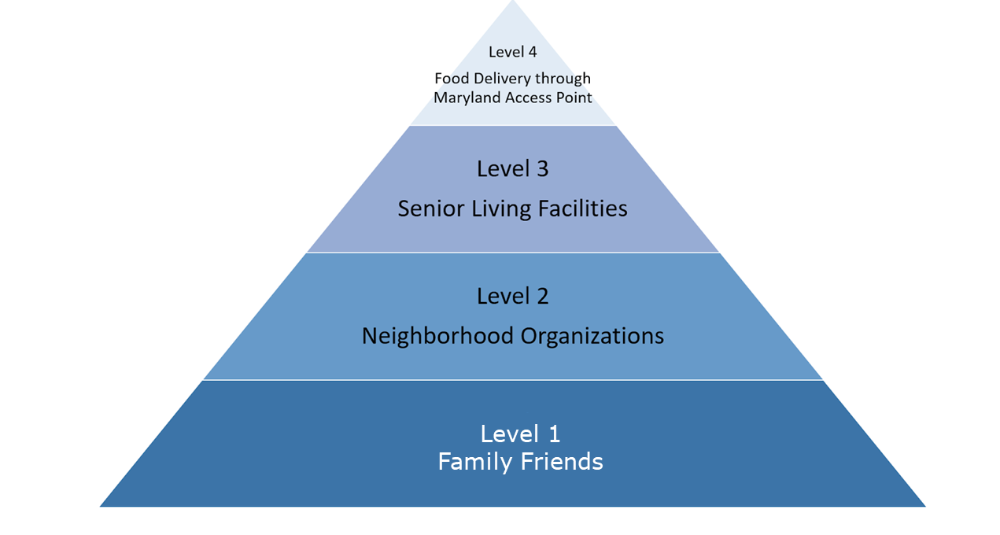 Level 4
Food Delivery through
Maryland Access Point
Level 3
Senior Living Facilities
Level 2
Neighborhood Organizations
Level 1
Family Friends